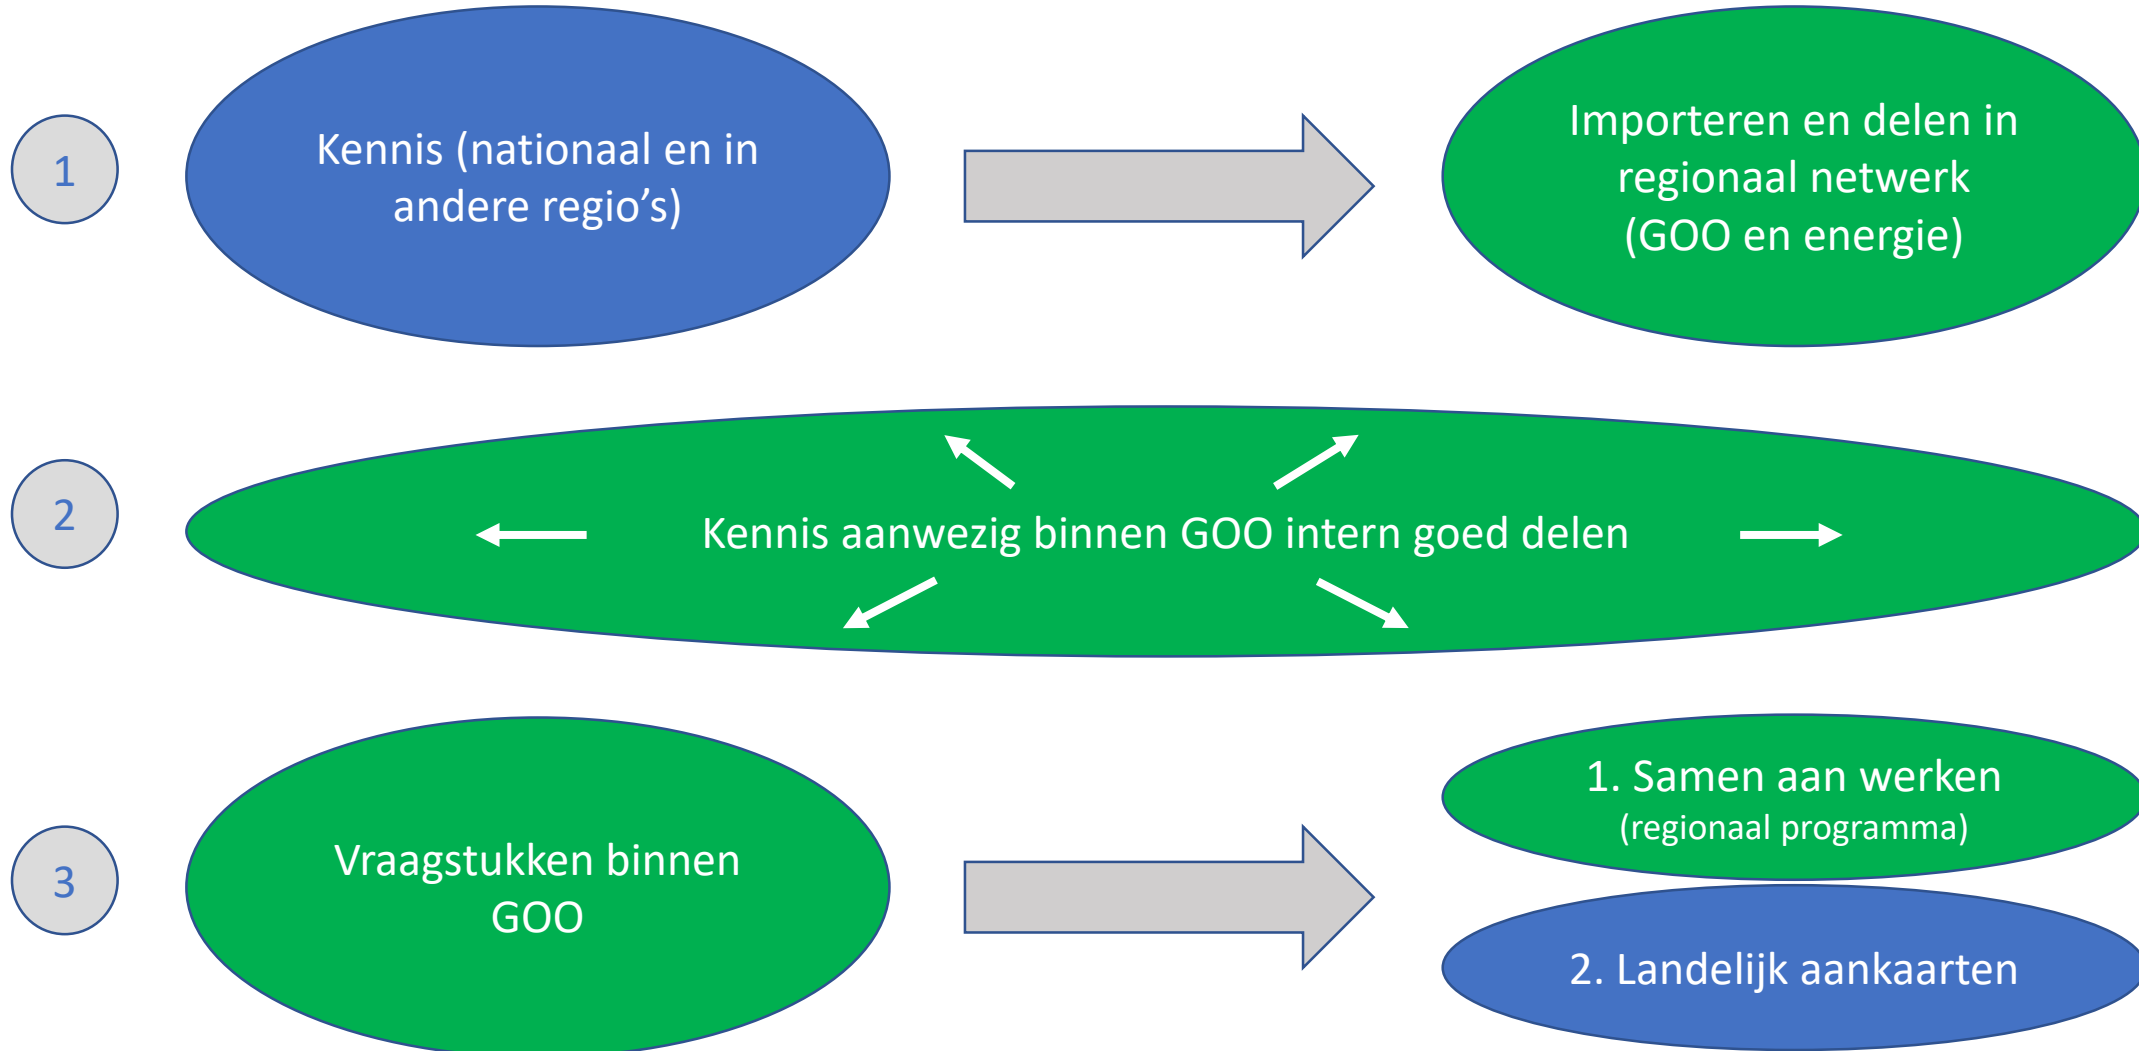 1
Kennis (nationaal en in
andere regio’s)
Importeren en delen in
regionaal netwerk
(GOO en energie)
2
Kennis aanwezig binnen GOO intern goed delen
3
Vraagstukken binnen
GOO
1. Samen aan werken
(regionaal programma)
2. Landelijk aankaarten